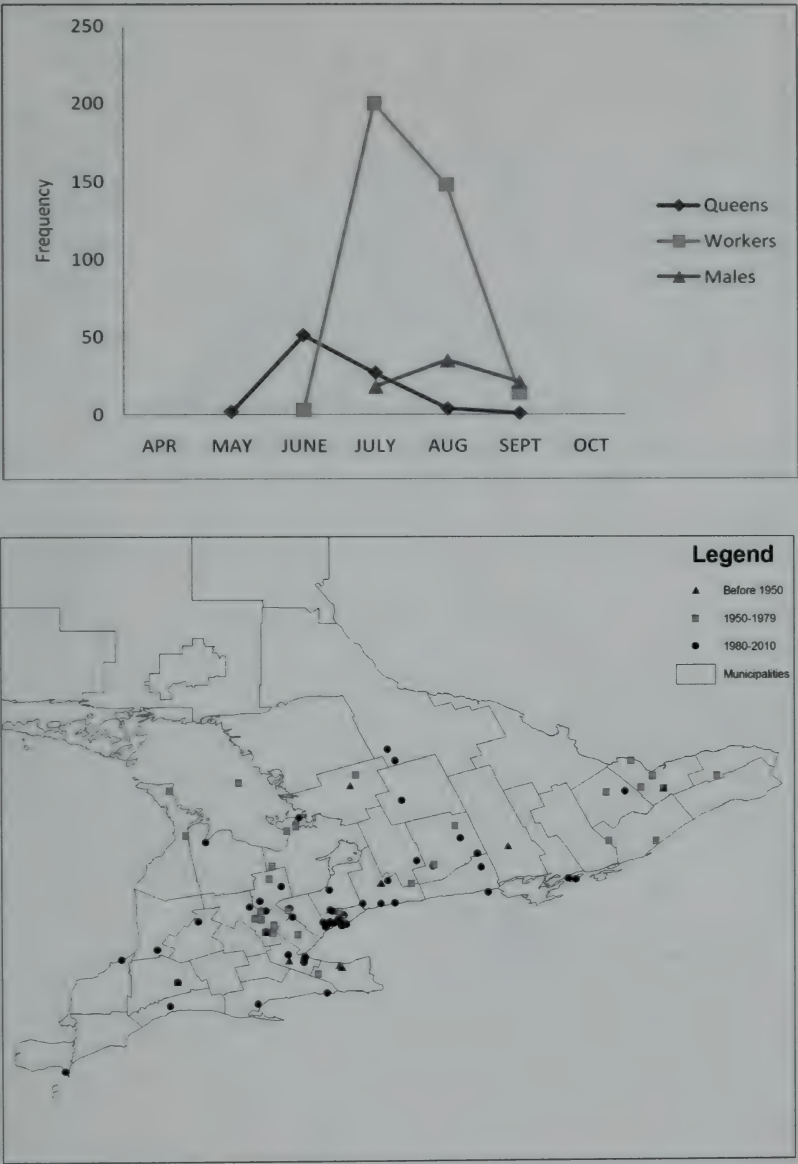 250
200
150
100
50
0
Frequency
APR MAY JUNE JULY AUG SEPT OCT
Queens
Workers
Males
Legend
Before 1950
1950-1979
1980-2010
Municipalities